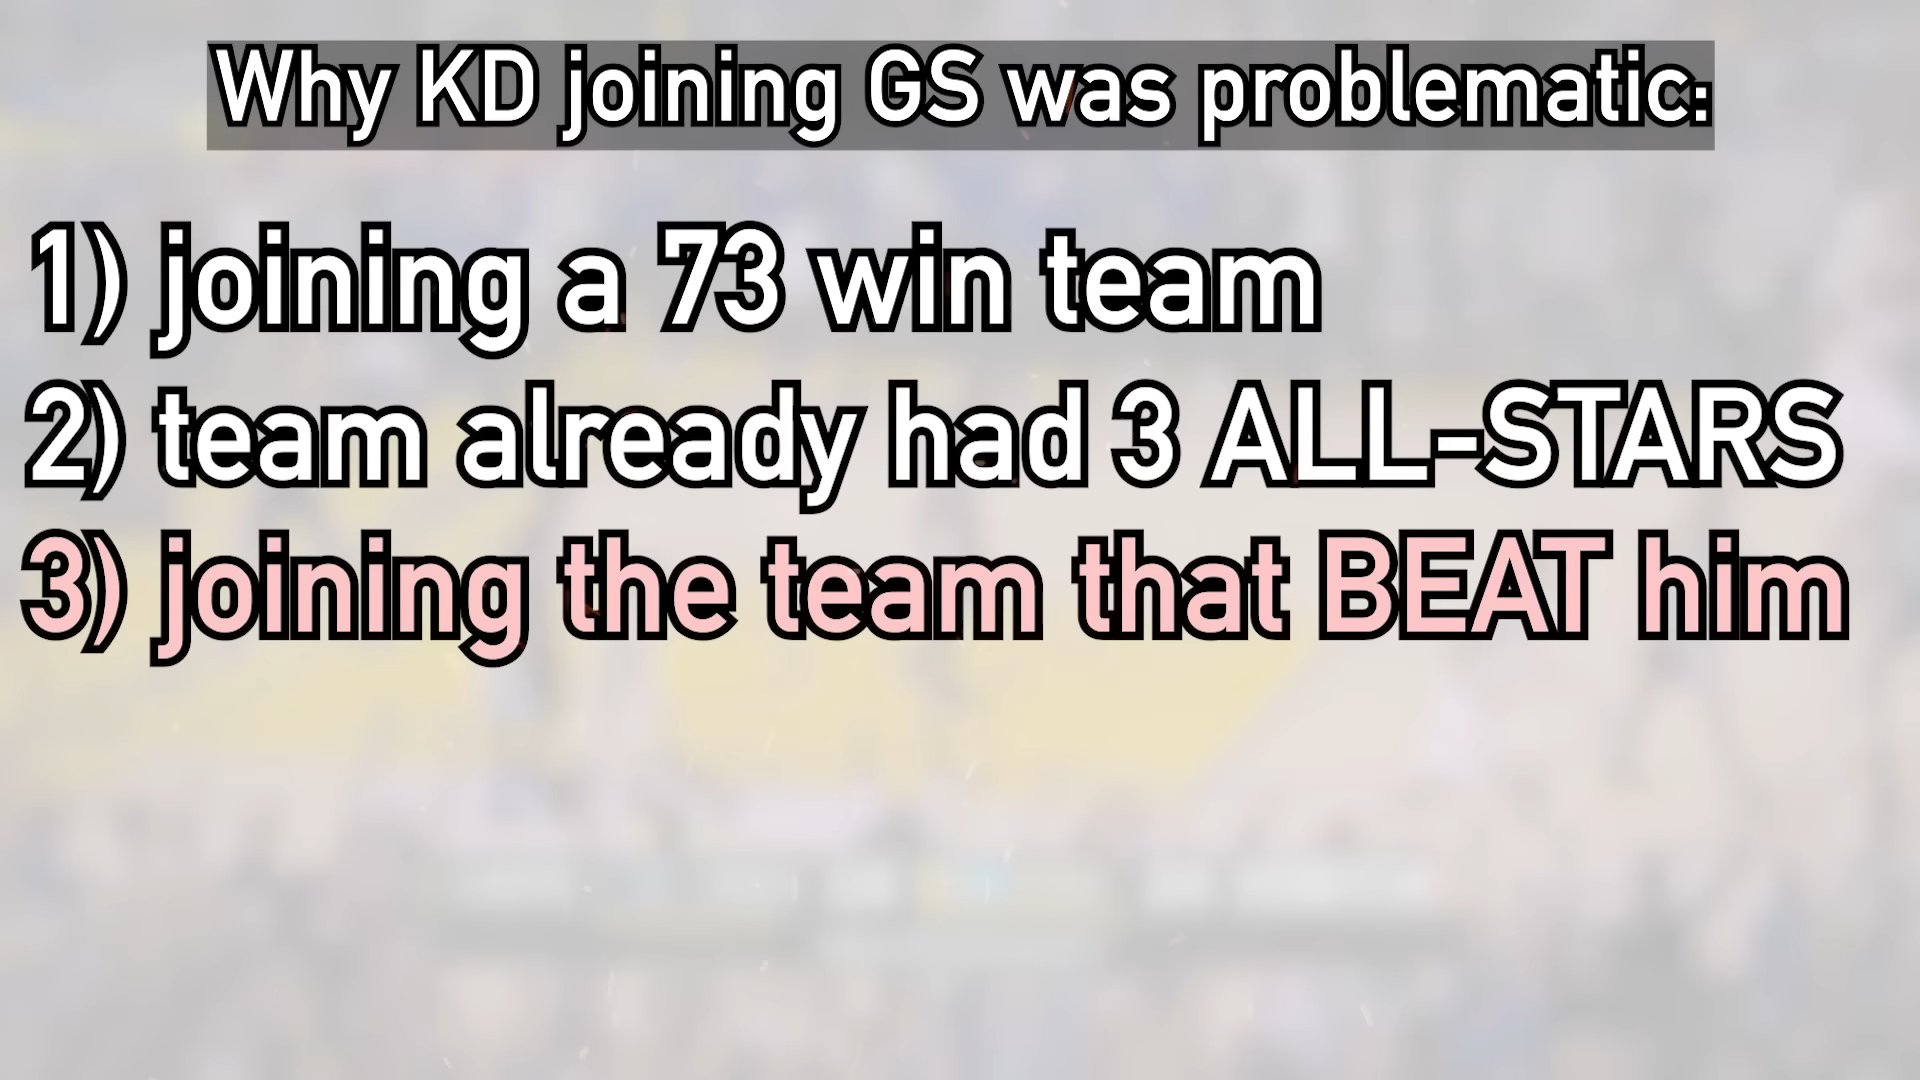 Why KD joining GS was problematic:
1) joining a 73 win team
2) team already had 3 ALL-STARS
3) joining the team that BEAT him